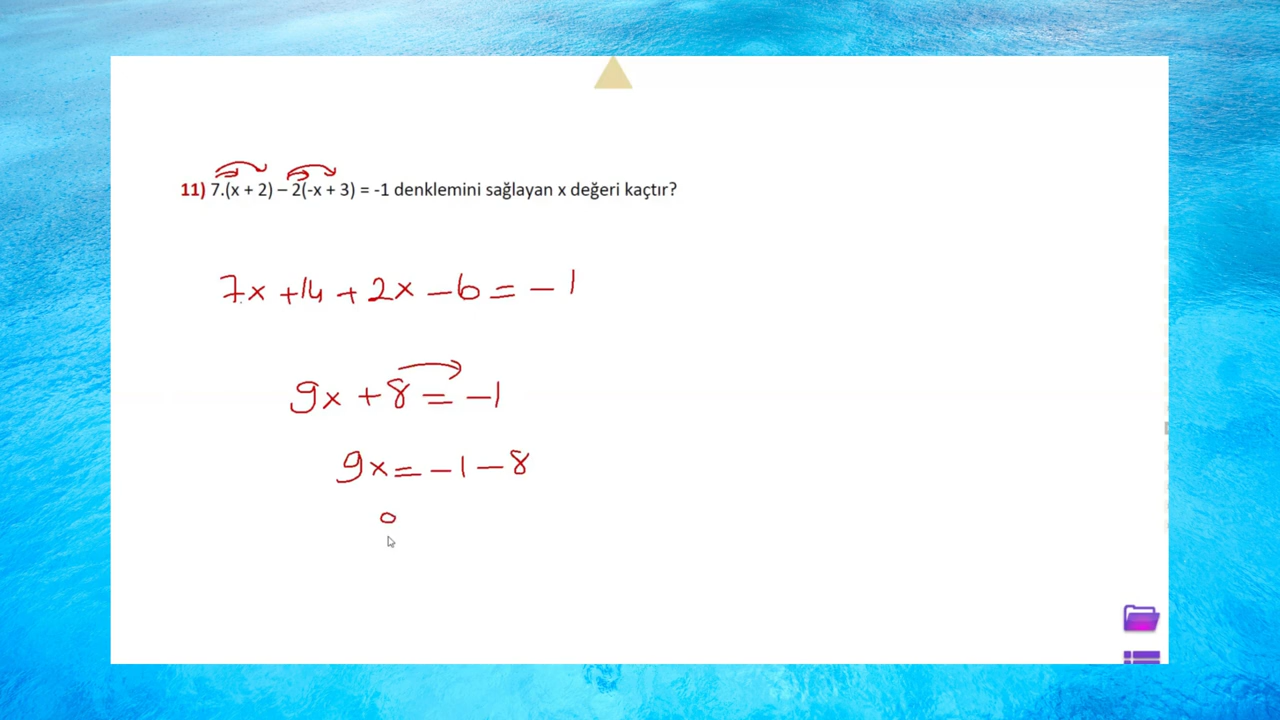 11) 7.(x + 2) – 2(-x + 3) = -1 denklemini sağlayan x değeri kaçtır?
7x +14 + 2x – 6 = – 1
9x + 8 = –1
9x = –1 – 8